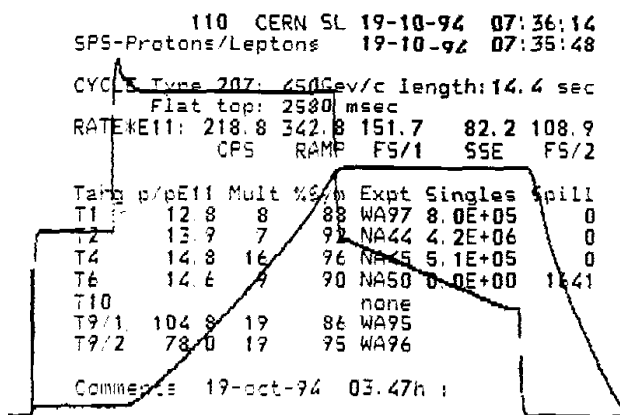 110 CERN SL 19-10-94 07:36:14
SPS-Protons/Leptons 19-10-94 07:35:48
CYCLE Type 207: 450Gev/c length:14.4 sec
Flat top: 2580 msec
RATE*E11: 218.8 342.8 151.7 82.2 108.9
CPS RAMP FS/1 SSE FS/2
Targ p/pE11 Mult %Sym Expt Singles Spill
T1 12.8 8 88 WA97 8.0E+05 0
T2 13.9 7 92 NA44 4.2E+06 0
T4 14.8 16 96 NA45 5.1E+05 0
T6 14.6 9 90 NA50 0.0E+00 1641
T10 none
T9/1 104.8 19 86 WA95
T9/2 78.0 19 95 WA96
Comments 19-oct-94 03.47h :